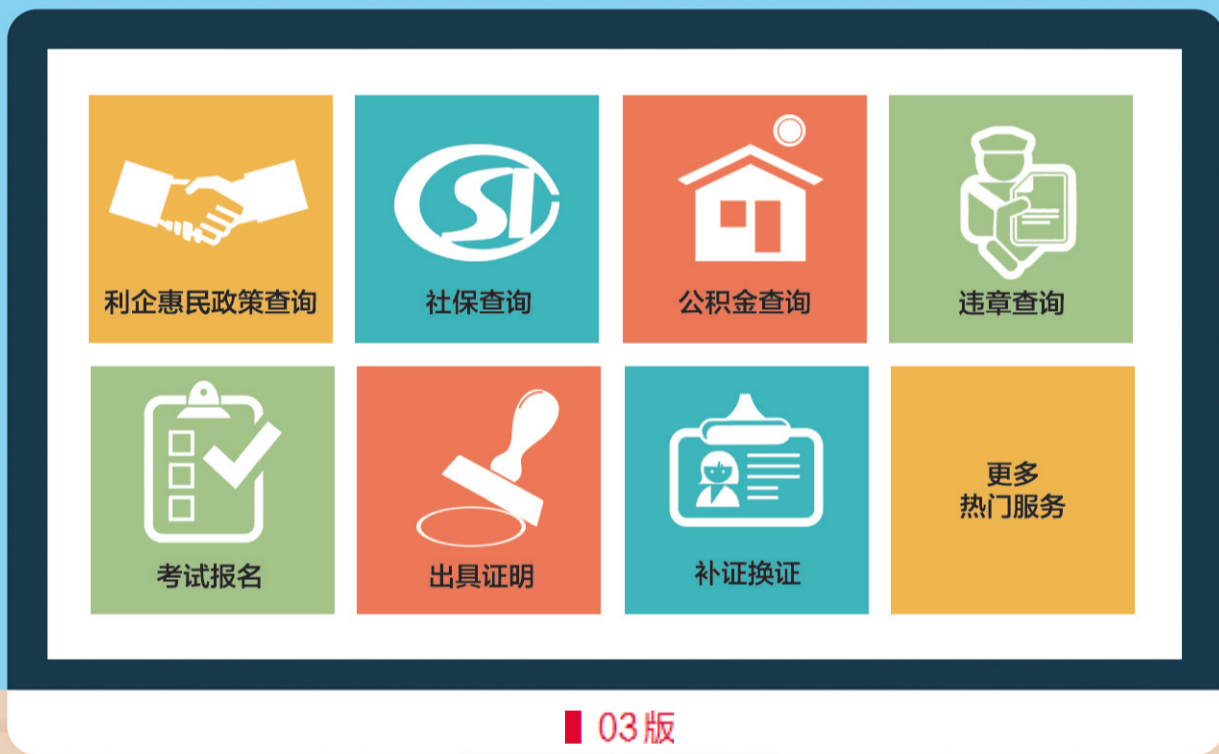 利企惠民政策查询
社保查询
公积金查询
违章查询
考试报名
出具证明
补证换证
更多
热门服务
03版